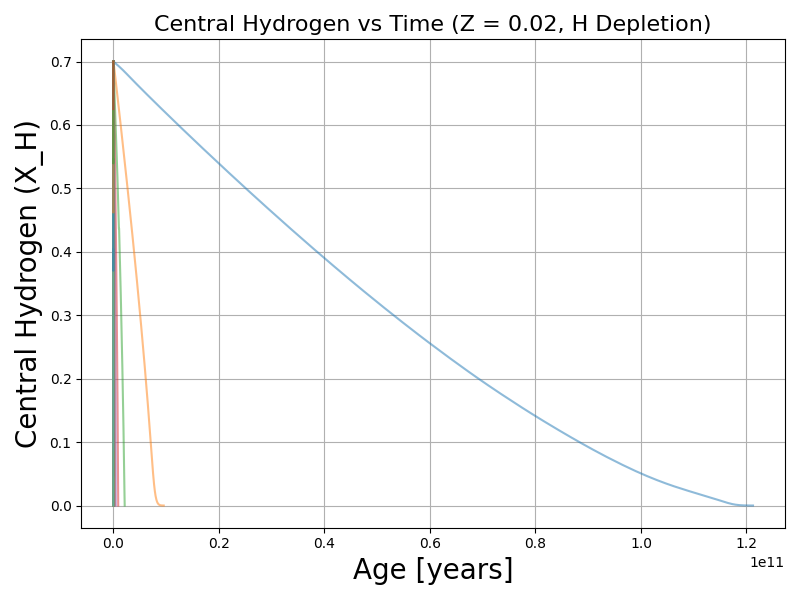 Central Hydrogen vs Time (Z = 0.02, H Depletion)
Central Hydrogen (X_H)
0.7
0.6
0.5
0.4
0.3
0.2
0.1
0.0
0.0 0.2 0.4 0.6 0.8 1.0 1.2
1e11
Age [years]